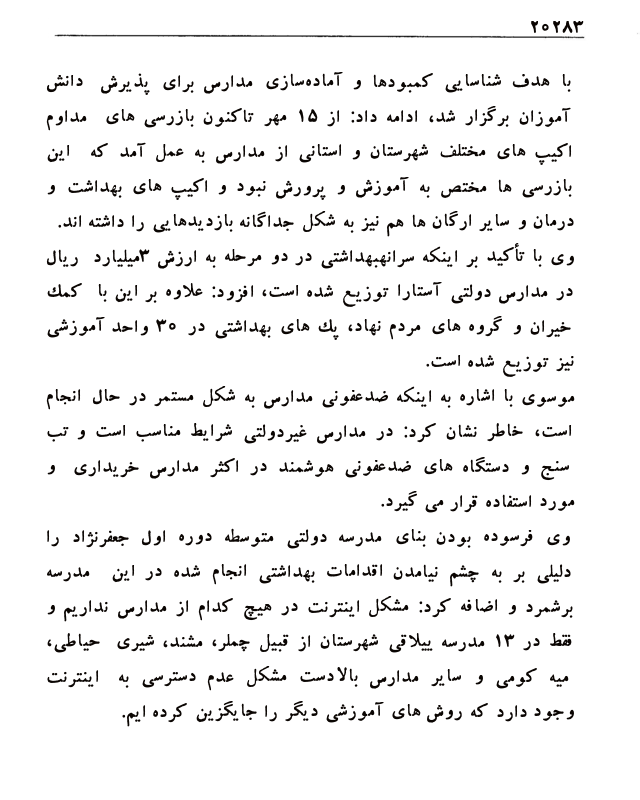 ۲۰۲۸۳
با هدف شناسایی کمبودها و آماده‌سازی مدارس برای پذیرش دانش
آموزان برگزار شد، ادامه داد: از ۱۵ مهر تاکنون بازرسی های مداوم
اکیپ های مختلف شهرستان و استانی از مدارس به عمل آمد که این
بازرسی ها مختص به آموزش و پرورش نبود و اکیپ های بهداشت و
درمان و سایر ارگان ها هم نیز به شکل جداگانه بازدیدهایی را داشته اند.
وی با تأکید بر اینکه سرانهبهداشتی در دو مرحله به ارزش ۳میلیارد ریال
در مدارس دولتی آستارا توزیع شده است، افزود: علاوه بر این با کمك
خیران و گروه های مردم نهاد، پك های بهداشتی در ۳۰ واحد آموزشی
نیز توزیع شده است.
موسوی با اشاره به اینکه ضدعفونی مدارس به شکل مستمر در حال انجام
است، خاطر نشان کرد: در مدارس غیردولتی شرایط مناسب است و تب
سنج و دستگاه های ضدعفونی هوشمند در اکثر مدارس خریداری و
مورد استفاده قرار می گیرد.
وی فرسوده بودن بنای مدرسه دولتی متوسطه دوره اول جعفرنژاد را
دلیلی بر به چشم نیامدن اقدامات بهداشتی انجام شده در این مدرسه
برشمرد و اضافه کرد: مشکل اینترنت در هیچ کدام از مدارس نداریم و
فقط در ۱۳ مدرسه ییلاقی شهرستان از قبیل چملر، مشند، شیری حیاطی،
میه کومی و سایر مدارس بالادست مشکل عدم دسترسی به اینترنت
وجود دارد که روش های آموزشی دیگر را جایگزین کرده ایم.